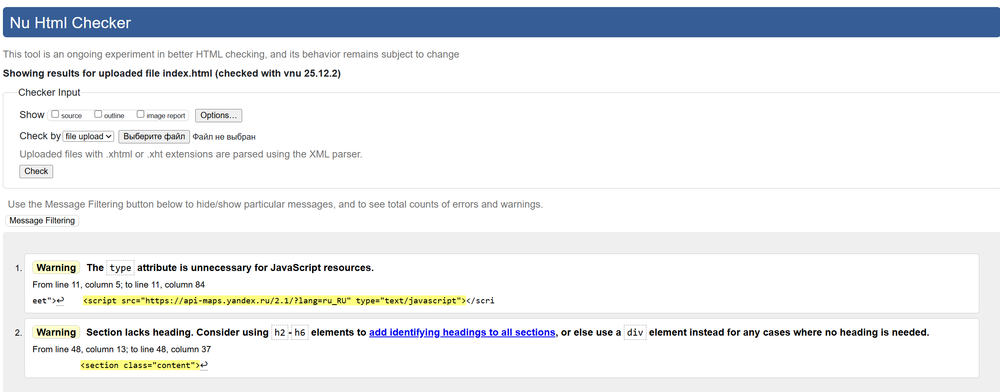 Nu Html Checker
This tool is an ongoing experiment in better HTML checking, and its behavior remains subject to change
Showing results for uploaded file index.html (checked with vnu 25.12.2)
Checker Input
Show source outline image report Options...
Check by file upload Выберите файл Файл не выбран
Uploaded files with .xhtml or .xht extensions are parsed using the XML parser.
Check
Use the Message Filtering button below to hide/show particular messages, and to see total counts of errors and warnings.
Message Filtering
1. Warning The type attribute is unnecessary for JavaScript resources.
From line 11, column 5; to line 11, column 84
eet">↩ <script src="https://api-maps.yandex.ru/2.1/?lang=ru_RU" type="text/javascript"></scri
2. Warning Section lacks heading. Consider using h2-h6 elements to add identifying headings to all sections, or else use a div element instead for any cases where no heading is needed.
From line 48, column 13; to line 48, column 37
<section class="content">↩